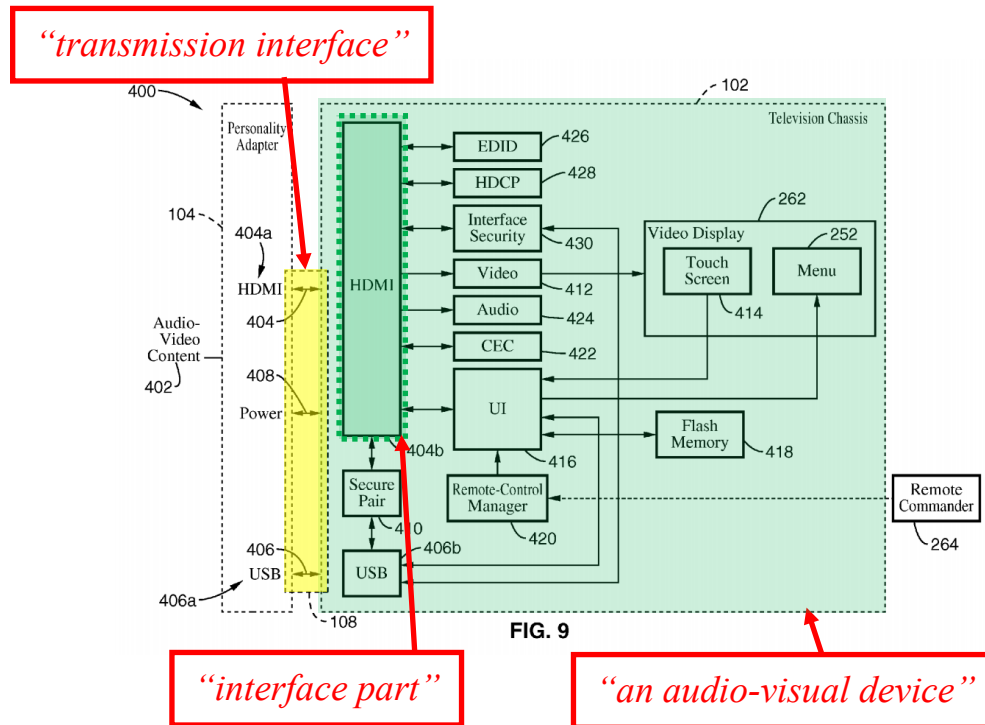 “transmission interface”
400
102
Personality
Adapter
Television Chassis
104
404a
HDMI
404
Audio-
Video
Content
402
408
Power
406
USB
406a
108
HDMI
404b
Secure
Pair
410
USB
406b
EDID
426
HDCP
428
Interface
Security
430
Video
412
Audio
424
CEC
422
UI
416
Remote-Control
Manager
420
262
Video Display
Touch
Screen
414
252
Menu
Flash
Memory
418
Remote
Commander
264
FIG. 9
“interface part”
“an audio-visual device”